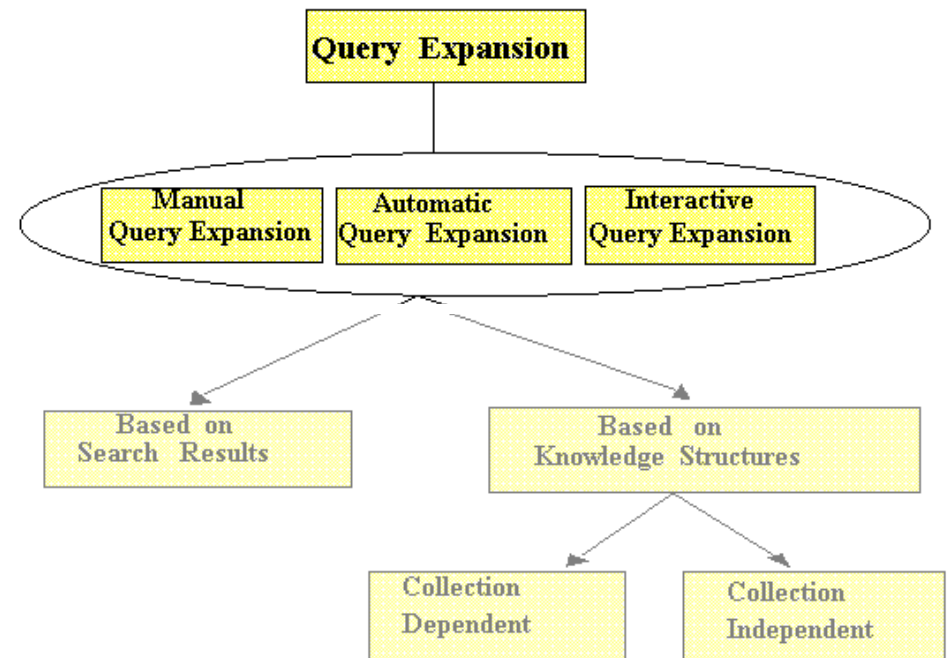 Query Expansion
Manual
Query Expansion
Automatic
Query Expansion
Interactive
Query Expansion
Based on
Search Results
Based on
Knowledge Structures
Collection
Dependent
Collection
Independent